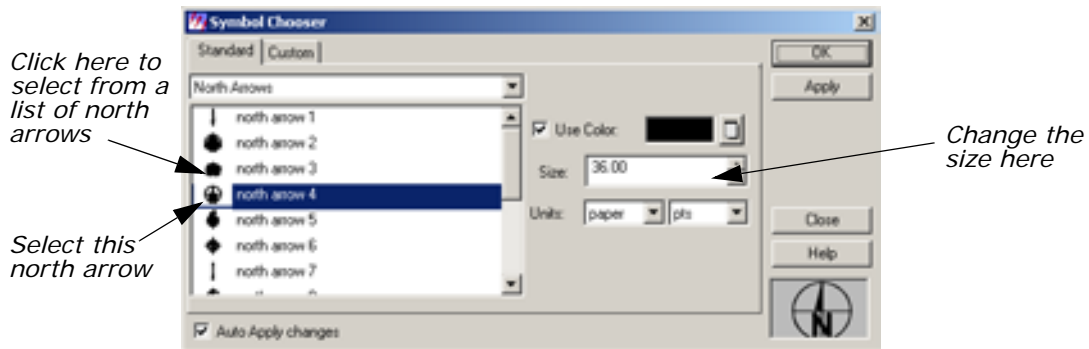 Symbol Chooser
Standard
Custom
North Arrows
north arrow 1
north arrow 2
north arrow 3
north arrow 4
north arrow 5
north arrow 6
north arrow 7
Use Color:
Size:
36.00
Units:
paper
pts
Auto Apply changes
OK
Apply
Close
Help
N
Click here to
select from a
list of north
arrows
Select this
north arrow
Change the
size here